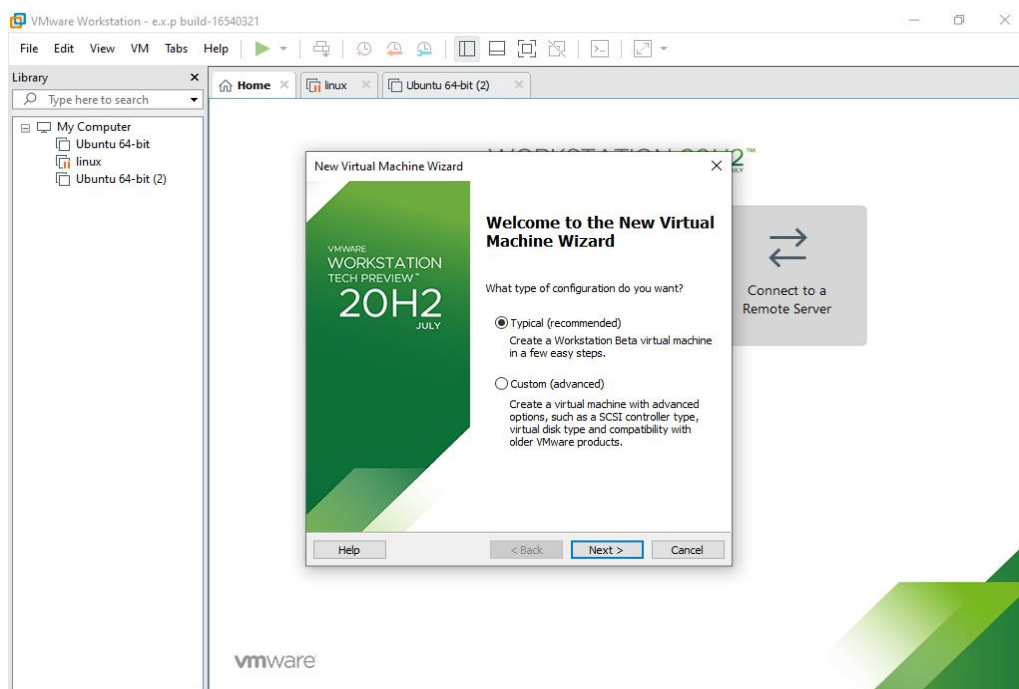 VMware Workstation - e.x.p build-16540321
File Edit View VM Tabs Help
Library
Type here to search
My Computer
Ubuntu 64-bit
linux
Ubuntu 64-bit (2)
Home
linux
Ubuntu 64-bit (2)
WORKSTATION 20H2™
JULY
New Virtual Machine Wizard
VMWARE
WORKSTATION
TECH PREVIEW™
20H2
JULY
Welcome to the New Virtual
Machine Wizard
What type of configuration do you want?
Typical (recommended)
Create a Workstation Beta virtual machine
in a few easy steps.
Custom (advanced)
Create a virtual machine with advanced
options, such as a SCSI controller type,
virtual disk type and compatibility with
older VMware products.
Help
< Back
Next >
Cancel
Connect to a
Remote Server
vmware